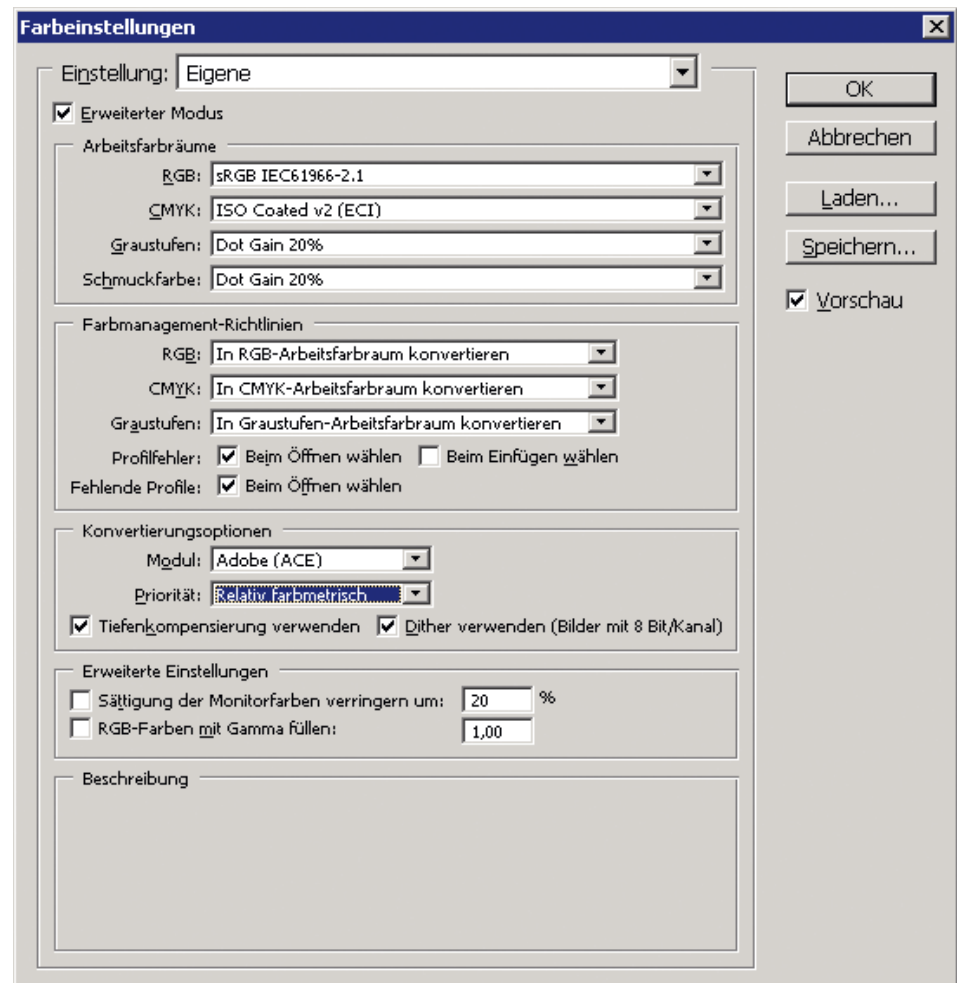 Farbeinstellungen
Einstellung: Eigene
OK
Erweiterter Modus
Abbrechen
Arbeitsfarbräume
RGB: sRGB IEC61966-2.1
Laden...
CMYK: ISO Coated v2 (ECI)
Graustufen: Dot Gain 20%
Speichern...
Schmuckfarbe: Dot Gain 20%
Vorschau
Farbmanagement-Richtlinien
RGB: In RGB-Arbeitsfarbraum konvertieren
CMYK: In CMYK-Arbeitsfarbraum konvertieren
Graustufen: In Graustufen-Arbeitsfarbraum konvertieren
Profilfehler: Beim Öffnen wählen Beim Einfügen wählen
Fehlende Profile: Beim Öffnen wählen
Konvertierungsoptionen
Modul: Adobe (ACE)
Priorität: Relativ farbmetrisch
Tiefenkompensierung verwenden Dither verwenden (Bilder mit 8 Bit/Kanal)
Erweiterte Einstellungen
Sättigung der Monitorfarben verringern um: 20 %
RGB-Farben mit Gamma füllen: 1,00
Beschreibung